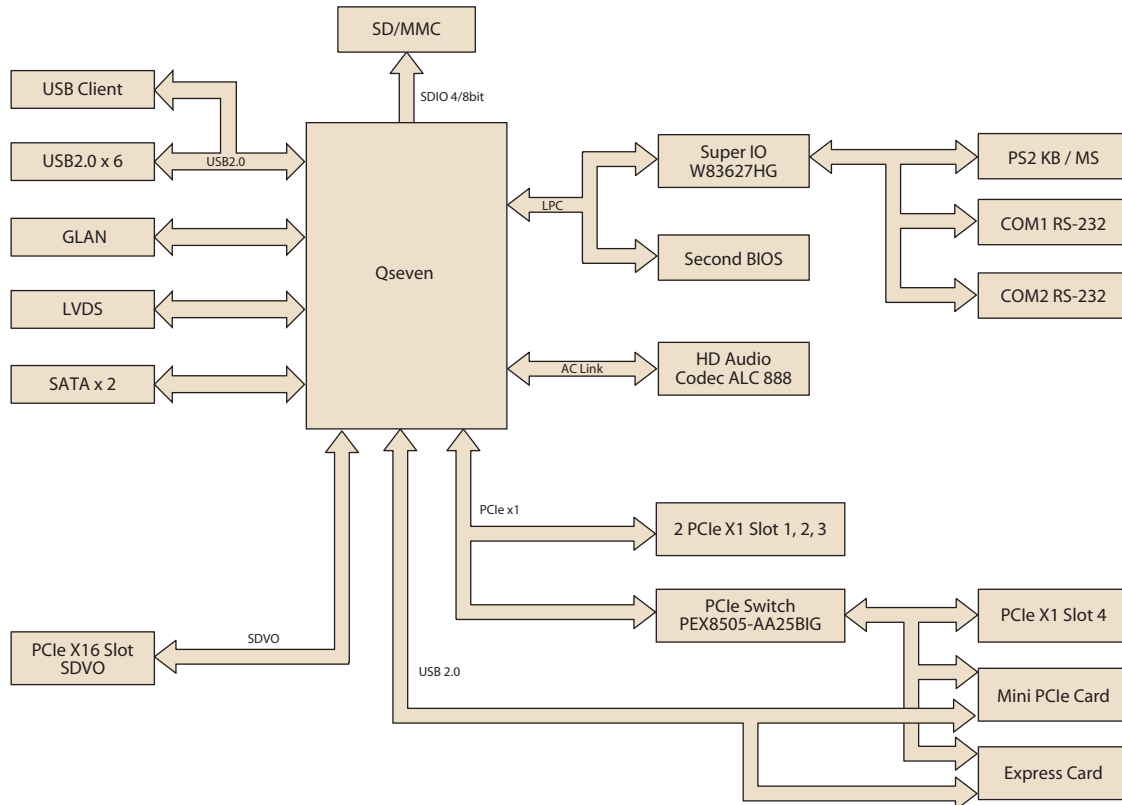 SD/MMC
SDIO 4/8bit
USB Client
USB2.0 x 6
USB2.0
GLAN
LVDS
SATA x 2
Qseven
LPC
Super IO
W83627HG
Second BIOS
PS2 KB / MS
COM1 RS-232
COM2 RS-232
AC Link
HD Audio
Codec ALC 888
PCIe x1
2 PCIe X1 Slot 1, 2, 3
PCIe Switch
PEX8505-AA25BIG
PCIe X1 Slot 4
PCIe X16 Slot
SDVO
SDVO
USB 2.0
Mini PCIe Card
Express Card